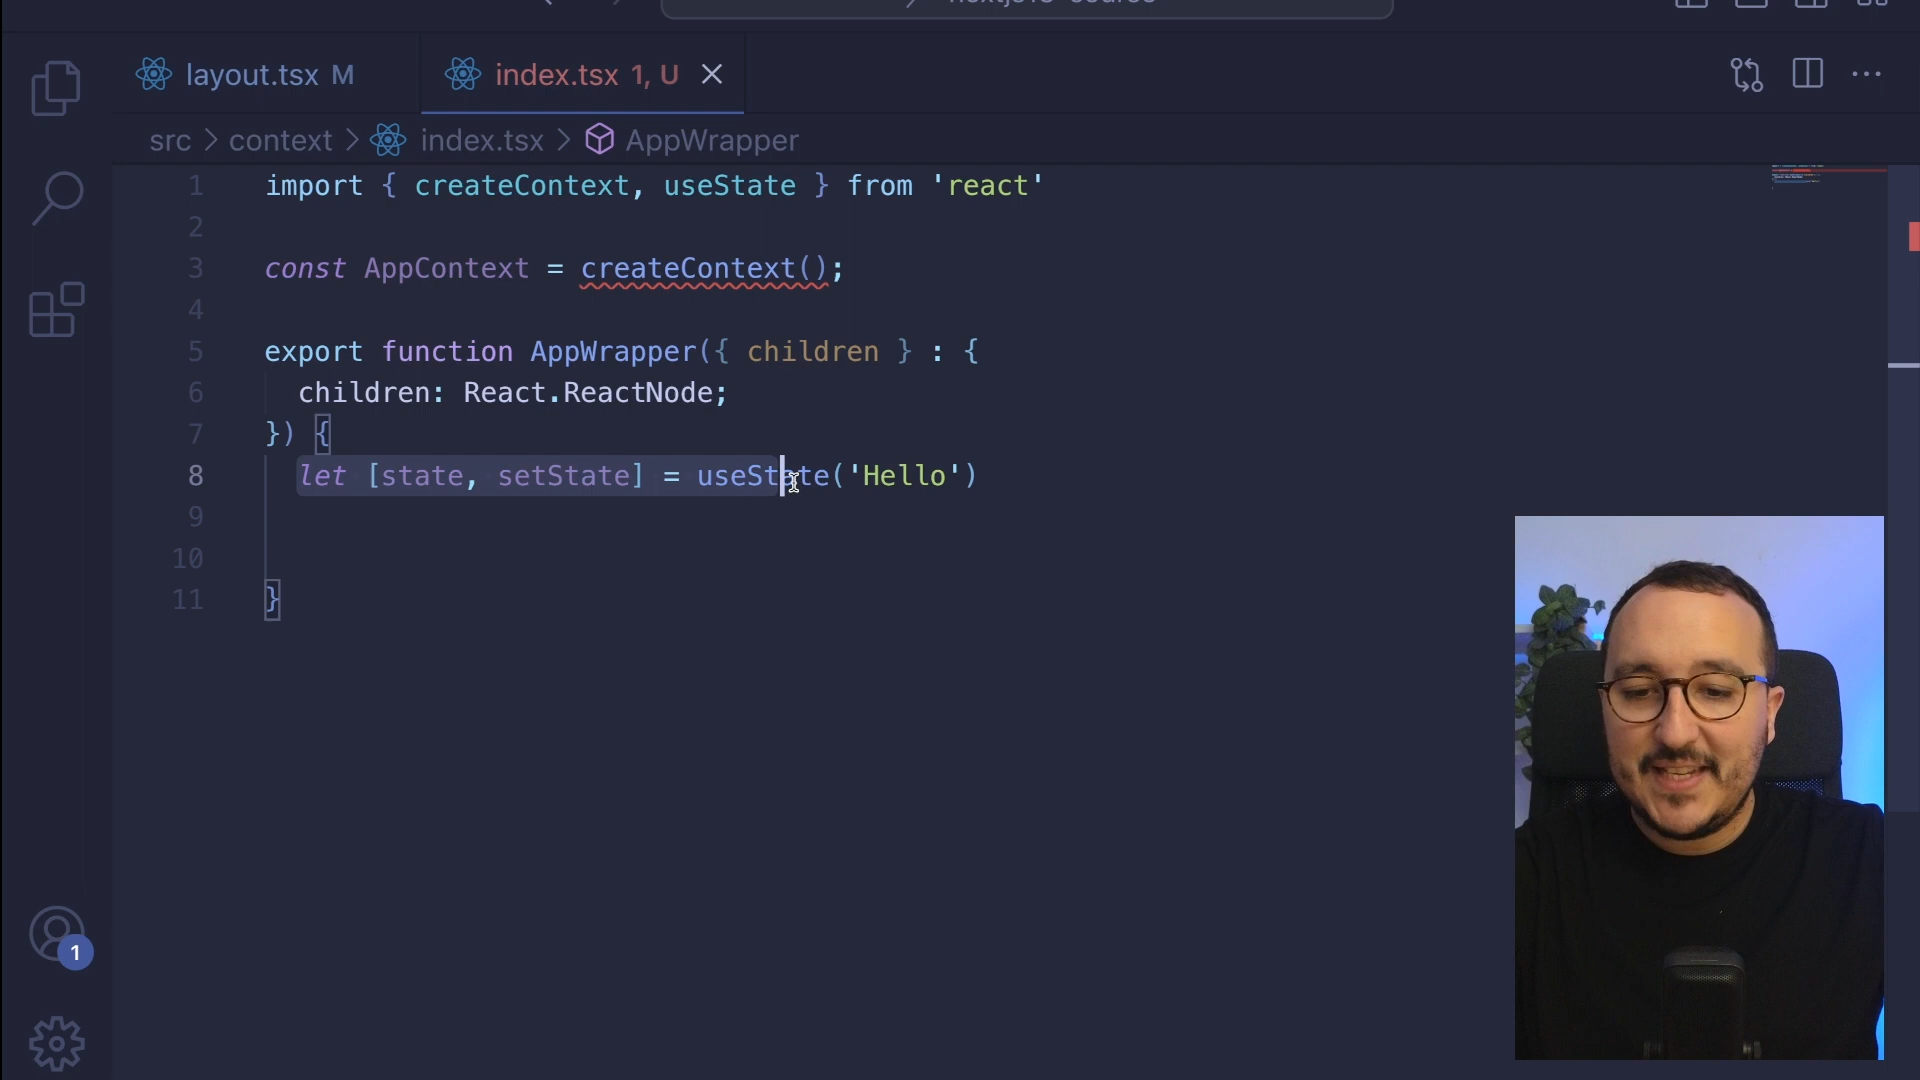 layout.tsx M
index.tsx 1, U
src > context > index.tsx > AppWrapper
1 import { createContext, useState } from 'react'
2
3 const AppContext = createContext();
4
5 export function AppWrapper({ children } : {
6 children: React.ReactNode;
7 }) {
8 let [state, setState] = useState('Hello')
9
10
11 }
1